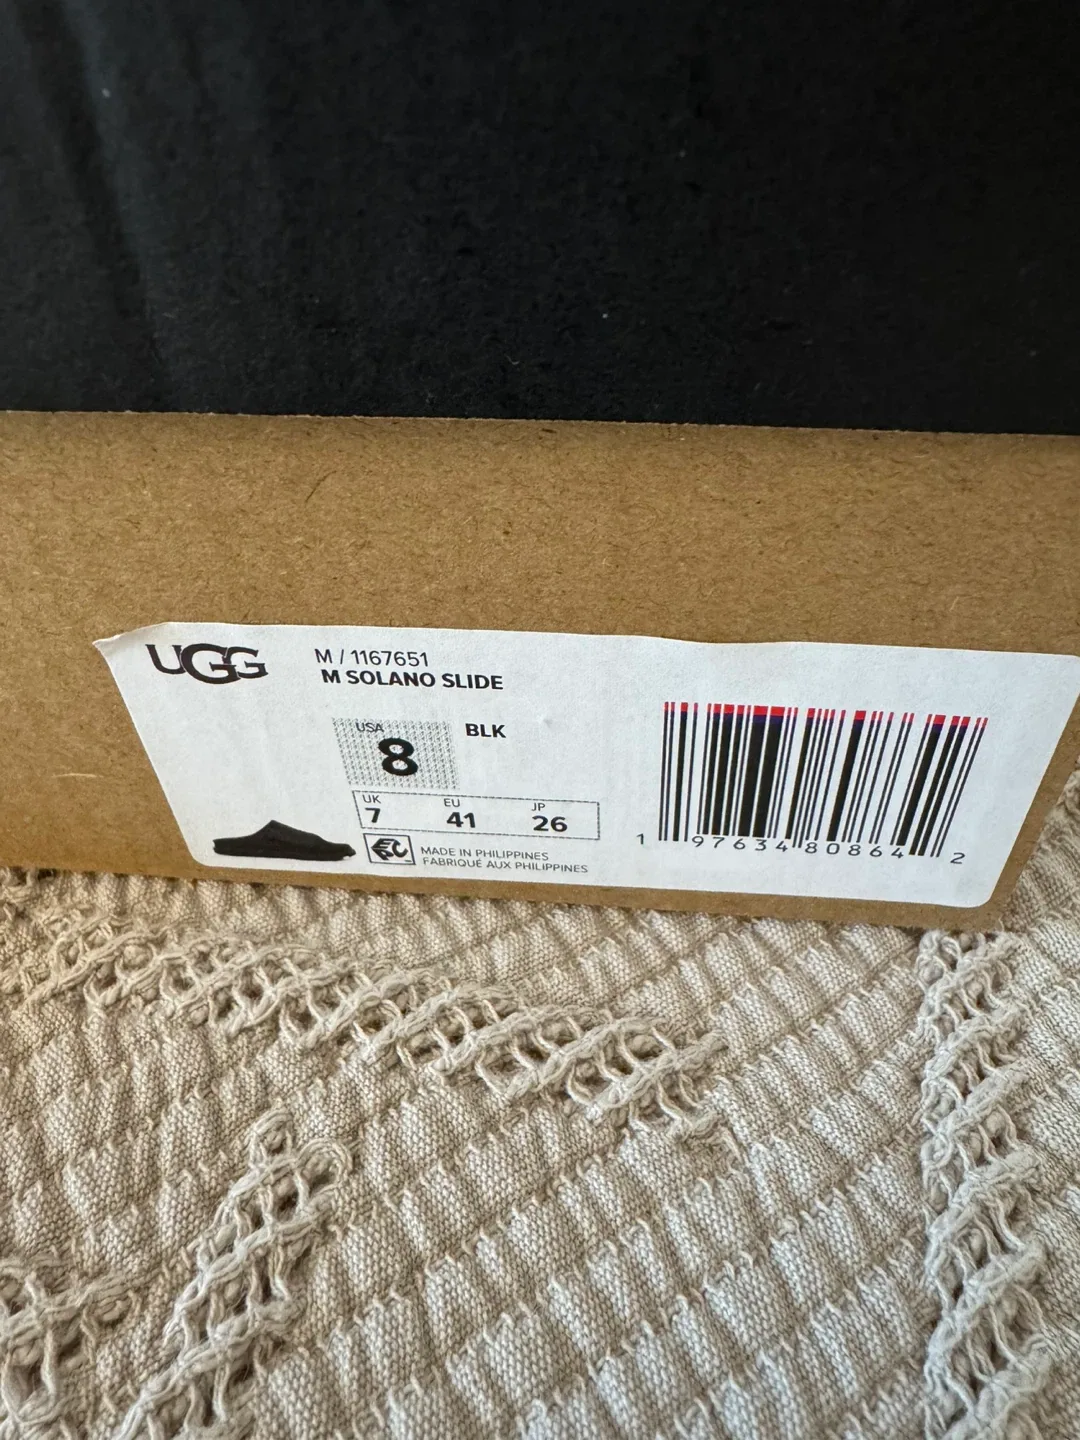 UGG
M / 1167651
M SOLANO SLIDE
USA
8
BLK
UK EU JP
7 41 26
MADE IN PHILIPPINES
FABRIQUÉ AUX PHILIPPINES
1 97634 80864 2